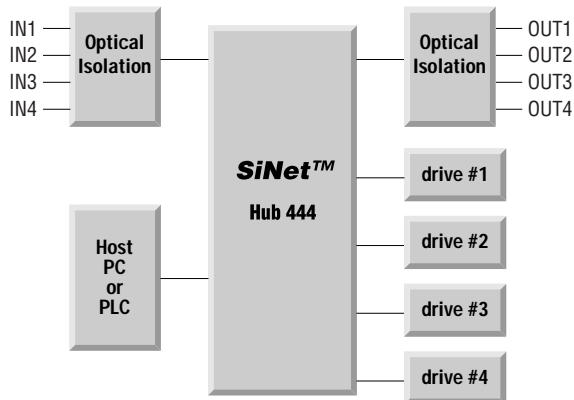 IN1
IN2
IN3
IN4
Optical
Isolation
Optical
Isolation
OUT1
OUT2
OUT3
OUT4
SiNet™
Hub 444
Host
PC
or
PLC
drive #1
drive #2
drive #3
drive #4